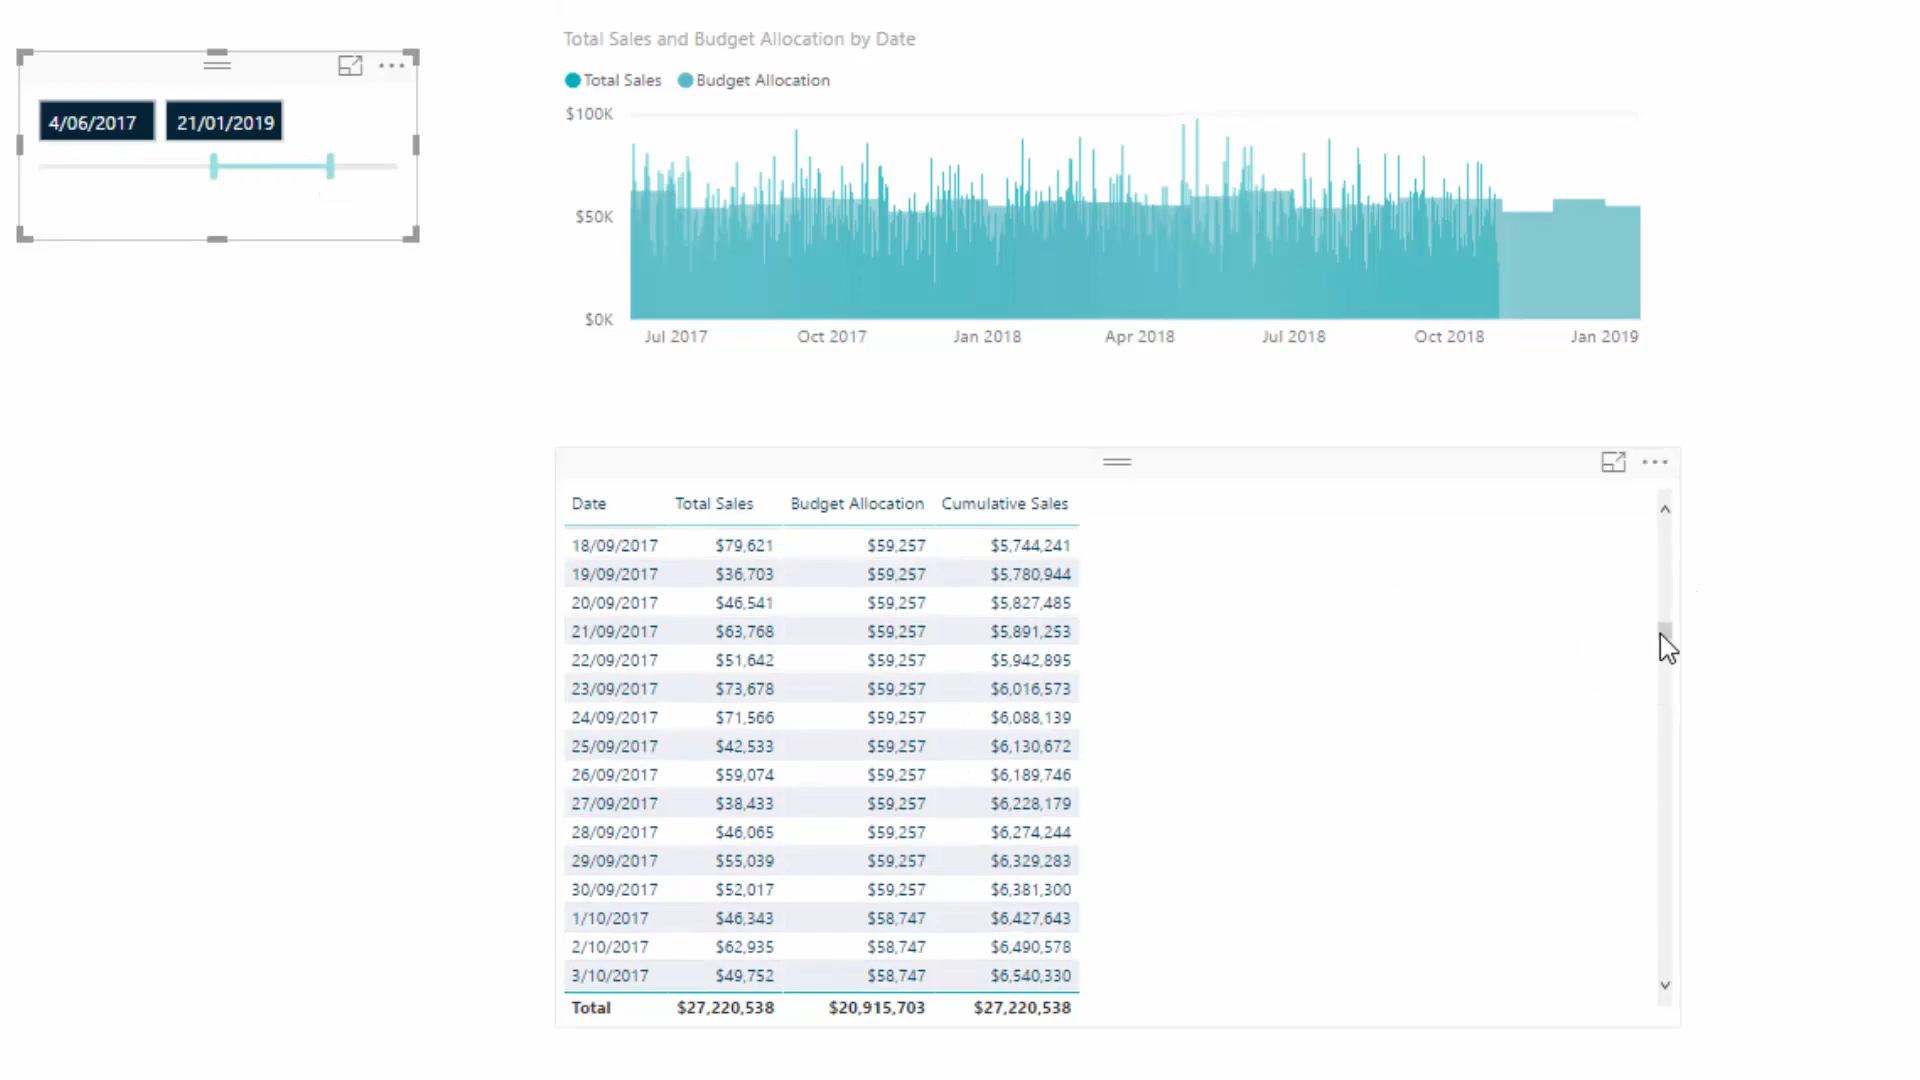 4/06/2017 21/01/2019
Total Sales and Budget Allocation by Date
Total Sales Budget Allocation
$100K
$50K
$0K
Jul 2017 Oct 2017 Jan 2018 Apr 2018 Jul 2018 Oct 2018 Jan 2019
Date Total Sales Budget Allocation Cumulative Sales
18/09/2017 $79,621 $59,257 $5,744,241
19/09/2017 $36,703 $59,257 $5,780,944
20/09/2017 $46,541 $59,257 $5,827,485
21/09/2017 $63,768 $59,257 $5,891,253
22/09/2017 $51,642 $59,257 $5,942,895
23/09/2017 $73,678 $59,257 $6,016,573
24/09/2017 $71,566 $59,257 $6,088,139
25/09/2017 $42,533 $59,257 $6,130,672
26/09/2017 $59,074 $59,257 $6,189,746
27/09/2017 $38,433 $59,257 $6,228,179
28/09/2017 $46,065 $59,257 $6,274,244
29/09/2017 $55,039 $59,257 $6,329,283
30/09/2017 $52,017 $59,257 $6,381,300
1/10/2017 $46,343 $58,747 $6,427,643
2/10/2017 $62,935 $58,747 $6,490,578
3/10/2017 $49,752 $58,747 $6,540,330
Total $27,220,538 $20,915,703 $27,220,538